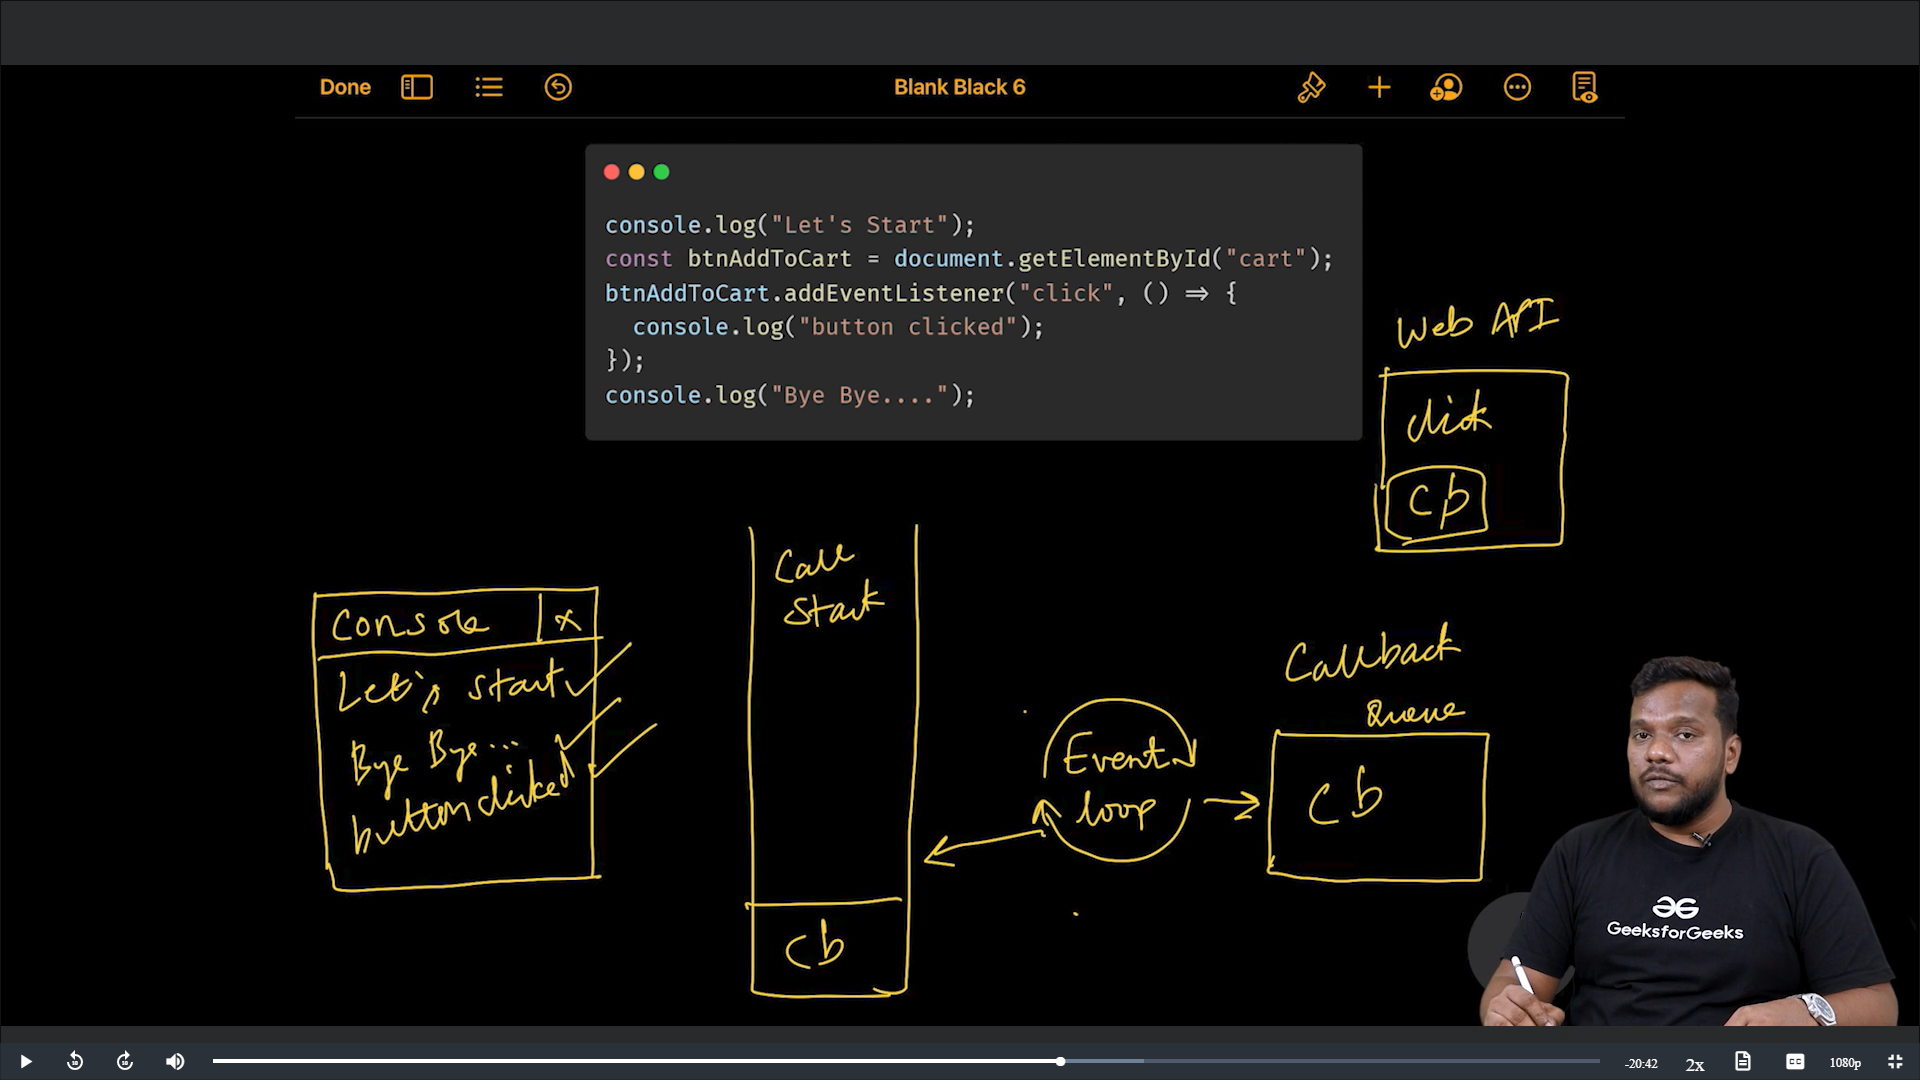 Done
Blank Black 6
console.log("Let's Start");
const btnAddToCart = document.getElementById("cart");
btnAddToCart.addEventListener("click", () => {
console.log("button clicked");
});
console.log("Bye Bye....");
Web API
click
cb
Call
Stack
Console x
Let's start
Bye Bye...
button clicked
Callback
Queue
Event
loop
cb
cb
GeeksforGeeks
-20:42
2x
CC
1080p